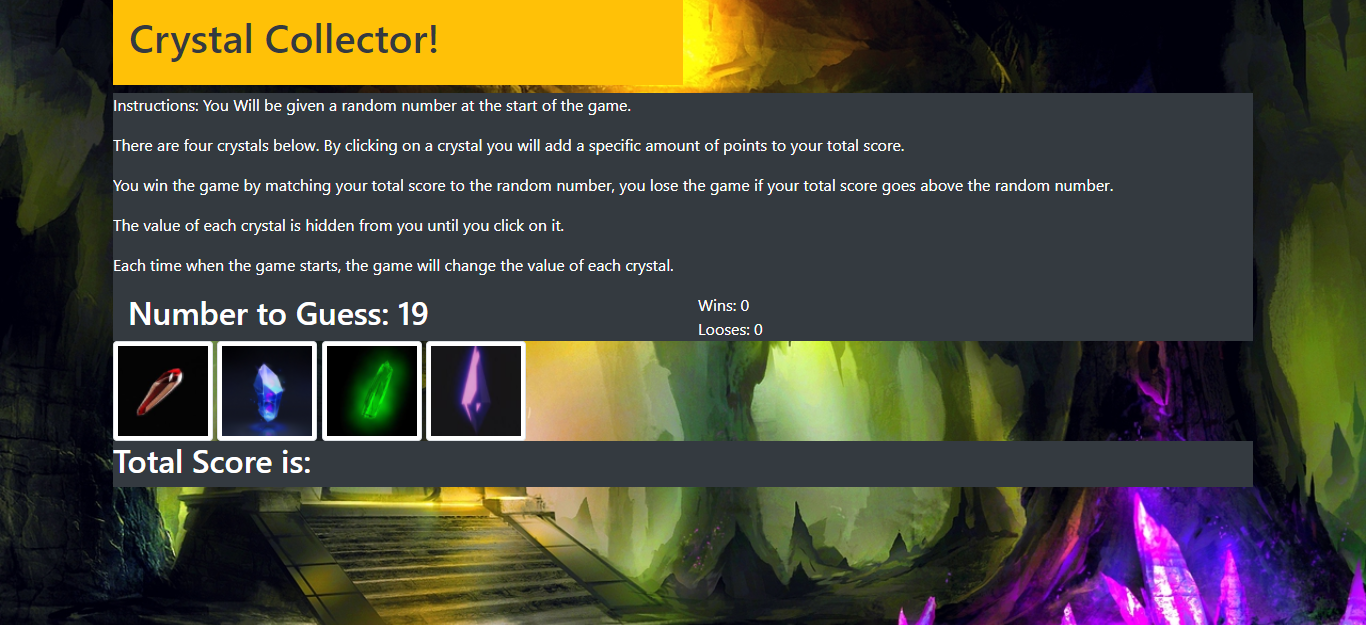 Crystal Collector!
Instructions: You Will be given a random number at the start of the game.
There are four crystals below. By clicking on a crystal you will add a specific amount of points to your total score.
You win the game by matching your total score to the random number, you lose the game if your total score goes above the random number.
The value of each crystal is hidden from you until you click on it.
Each time when the game starts, the game will change the value of each crystal.
Number to Guess: 19
Wins: 0
Looses: 0
Total Score is: